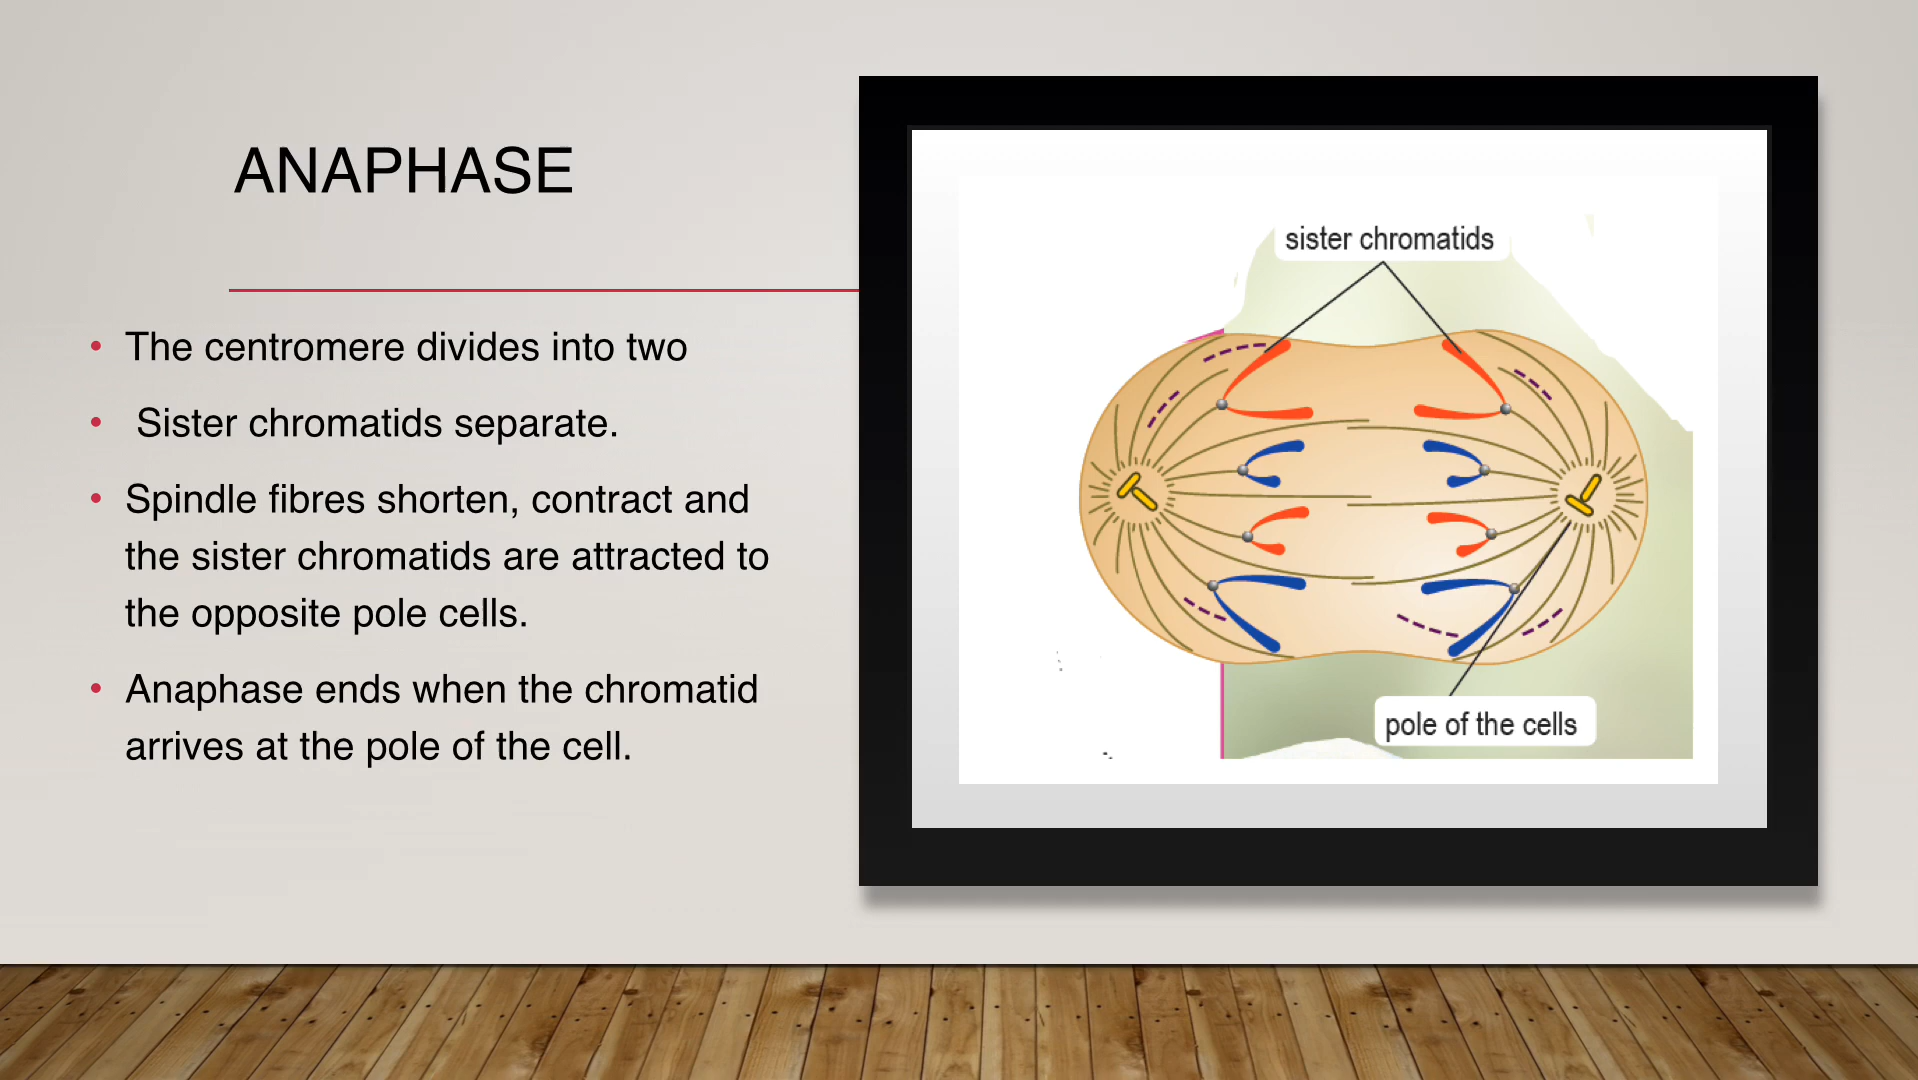 ANAPHASE
• The centromere divides into two
• Sister chromatids separate.
• Spindle fibres shorten, contract and
the sister chromatids are attracted to
the opposite pole cells.
• Anaphase ends when the chromatid
arrives at the pole of the cell.
sister chromatids
pole of the cells